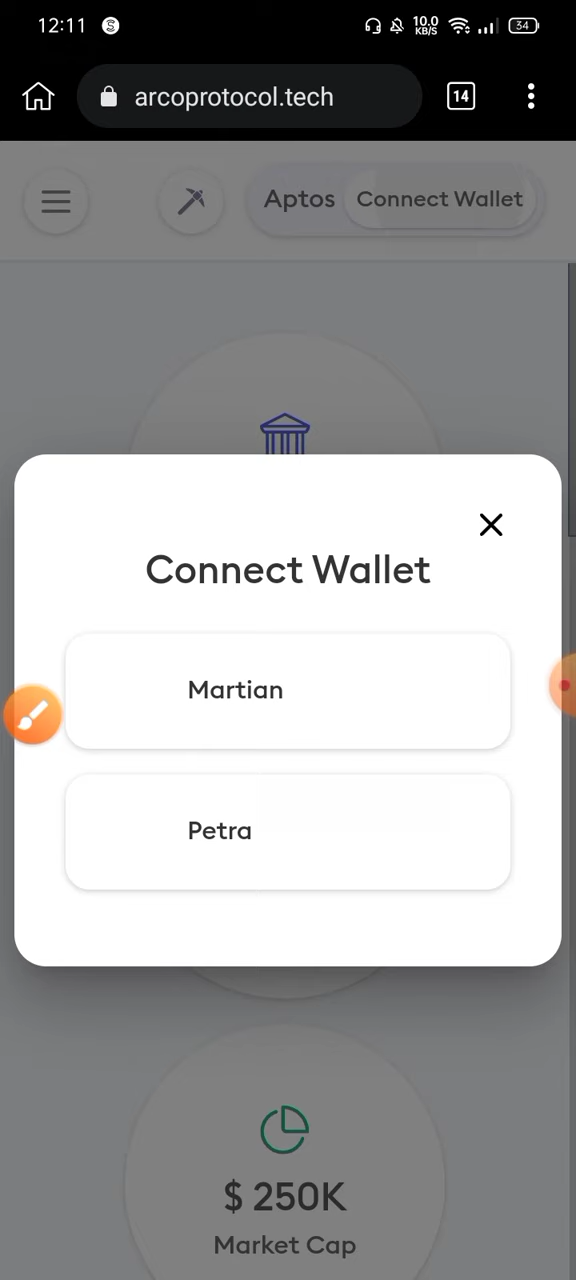 12:11
10.0
KB/S
34
arcoprotocol.tech
14
Aptos Connect Wallet
Connect Wallet
Martian
Petra
$ 250K
Market Cap